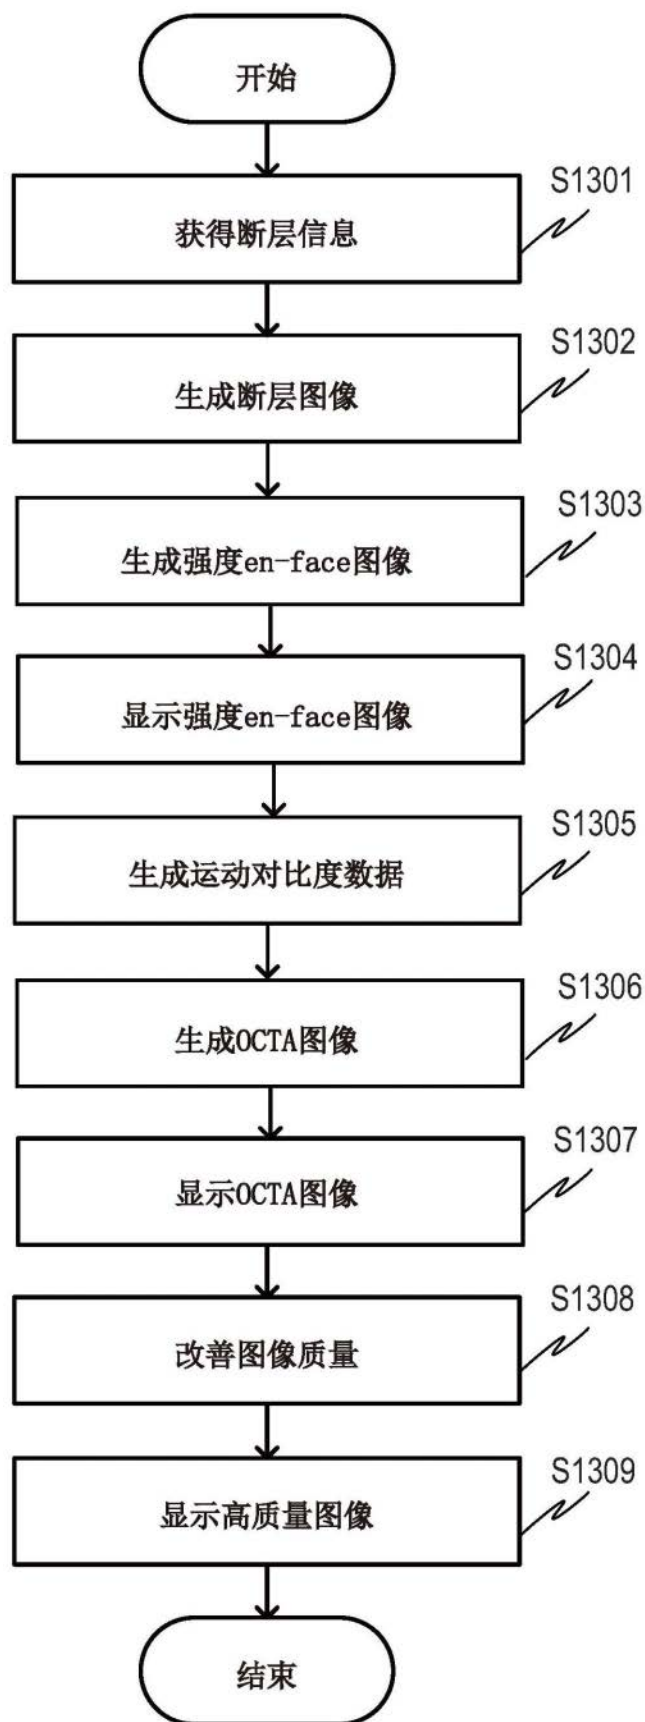 开始
S1301
获得断层信息
S1302
生成断层图像
S1303
生成强度en-face图像
S1304
显示强度en-face图像
S1305
生成运动对比度数据
S1306
生成OCTA图像
S1307
显示OCTA图像
S1308
改善图像质量
S1309
显示高质量图像
结束